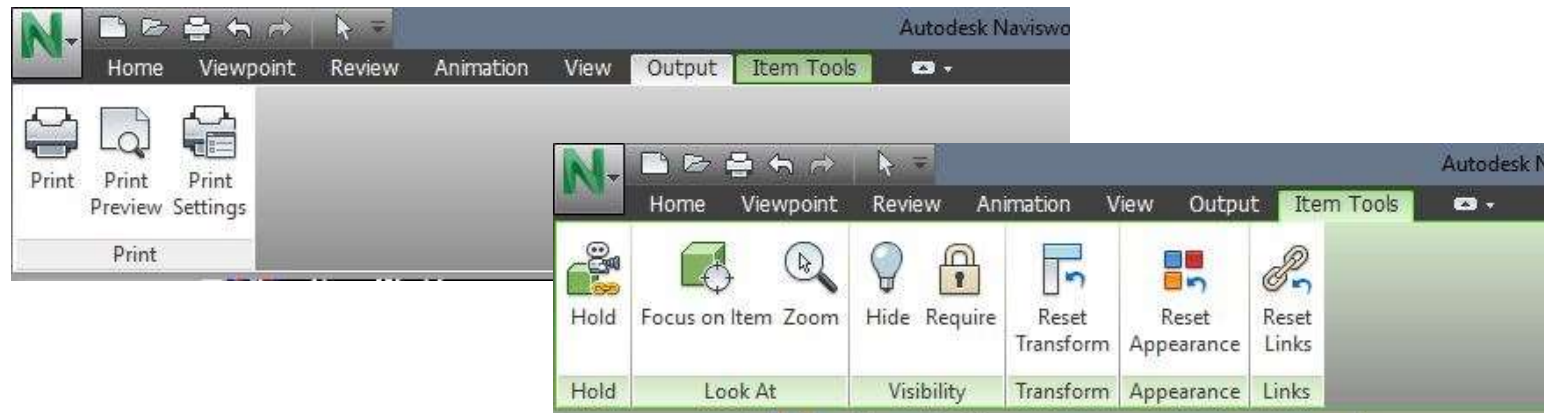 Autodesk
Home Viewpoint Review Animation View Output Item Tools
Print Print Print
Preview Settings
Print
Autodesk
Home Viewpoint Review Animation View Output Item Tools
Hold Focus on Item Zoom Hide Require Reset Reset Reset
Transform Appearance Links
Hold Look At Visibility Transform Appearance Links